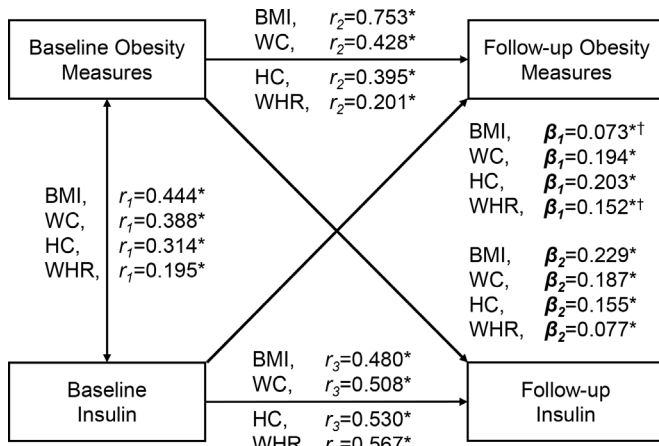 BMI, r2=0.753*
WC, r2=0.428*
HC, r2=0.395*
WHR, r2=0.201*
Baseline Obesity
Measures
Follow-up Obesity
Measures
BMI, r1=0.444*
WC, r1=0.388*
HC, r1=0.314*
WHR, r1=0.195*
BMI, β1=0.073*†
WC, β1=0.194*
HC, β1=0.203*
WHR, β1=0.152*†
BMI, β2=0.229*
WC, β2=0.187*
HC, β2=0.155*
WHR, β2=0.077*
Baseline
Insulin
BMI, r3=0.480*
WC, r3=0.508*
HC, r3=0.530*
WHR, r3=0.567*
Follow-up
Insulin